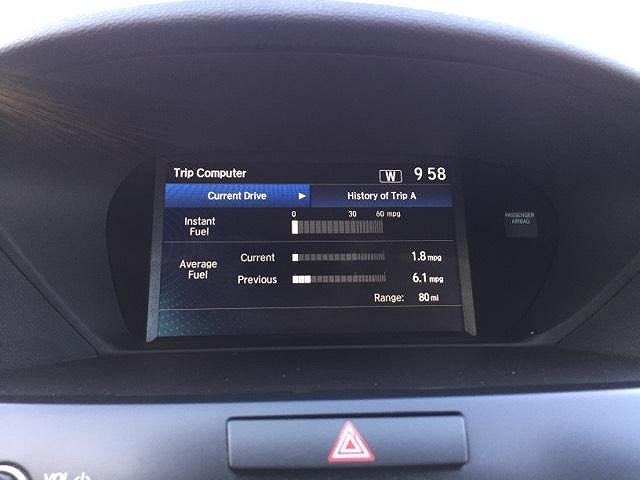 Trip Computer W 9 58
Current Drive ▶ History of Trip A
0 30 60 mpg
Instant
Fuel
Average
Fuel
Current 1.8 mpg
Previous 6.1 mpg
Range: 80 mi
PASSENGER
AIRBAG
VOL